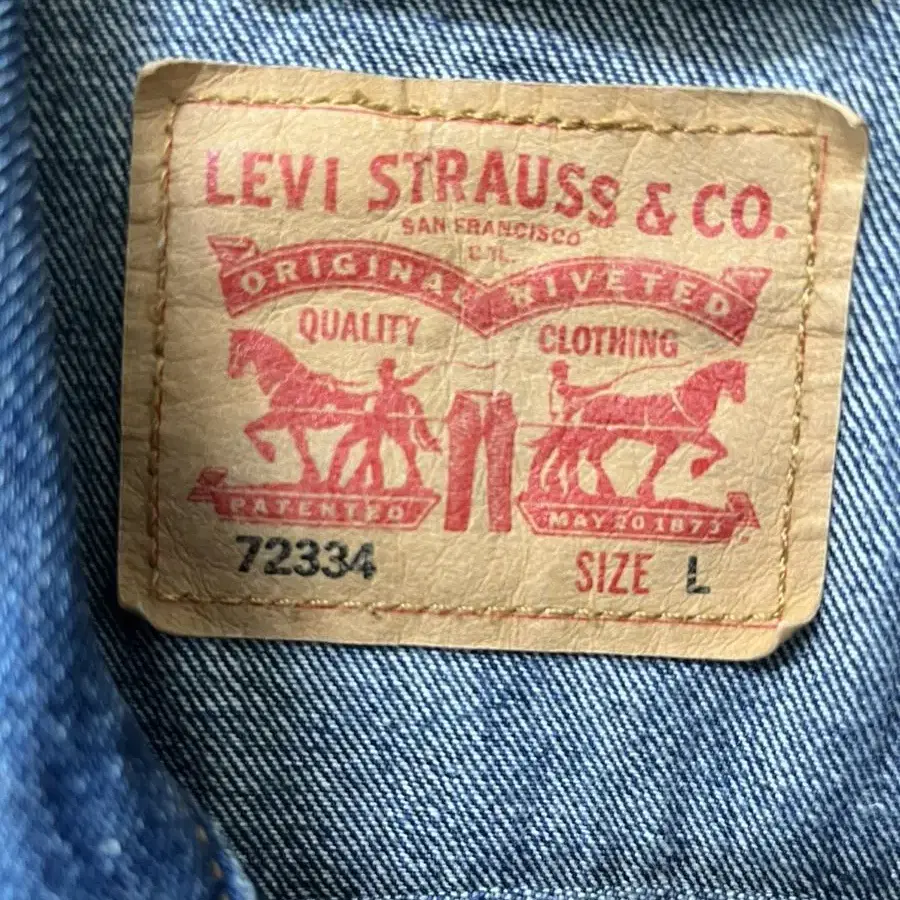 LEVI STRAUSS & CO.
SAN FRANCISCO
CAL.
ORIGINAL RIVETED
QUALITY CLOTHING
PATENTED MAY 20 1873
72334 SIZE L